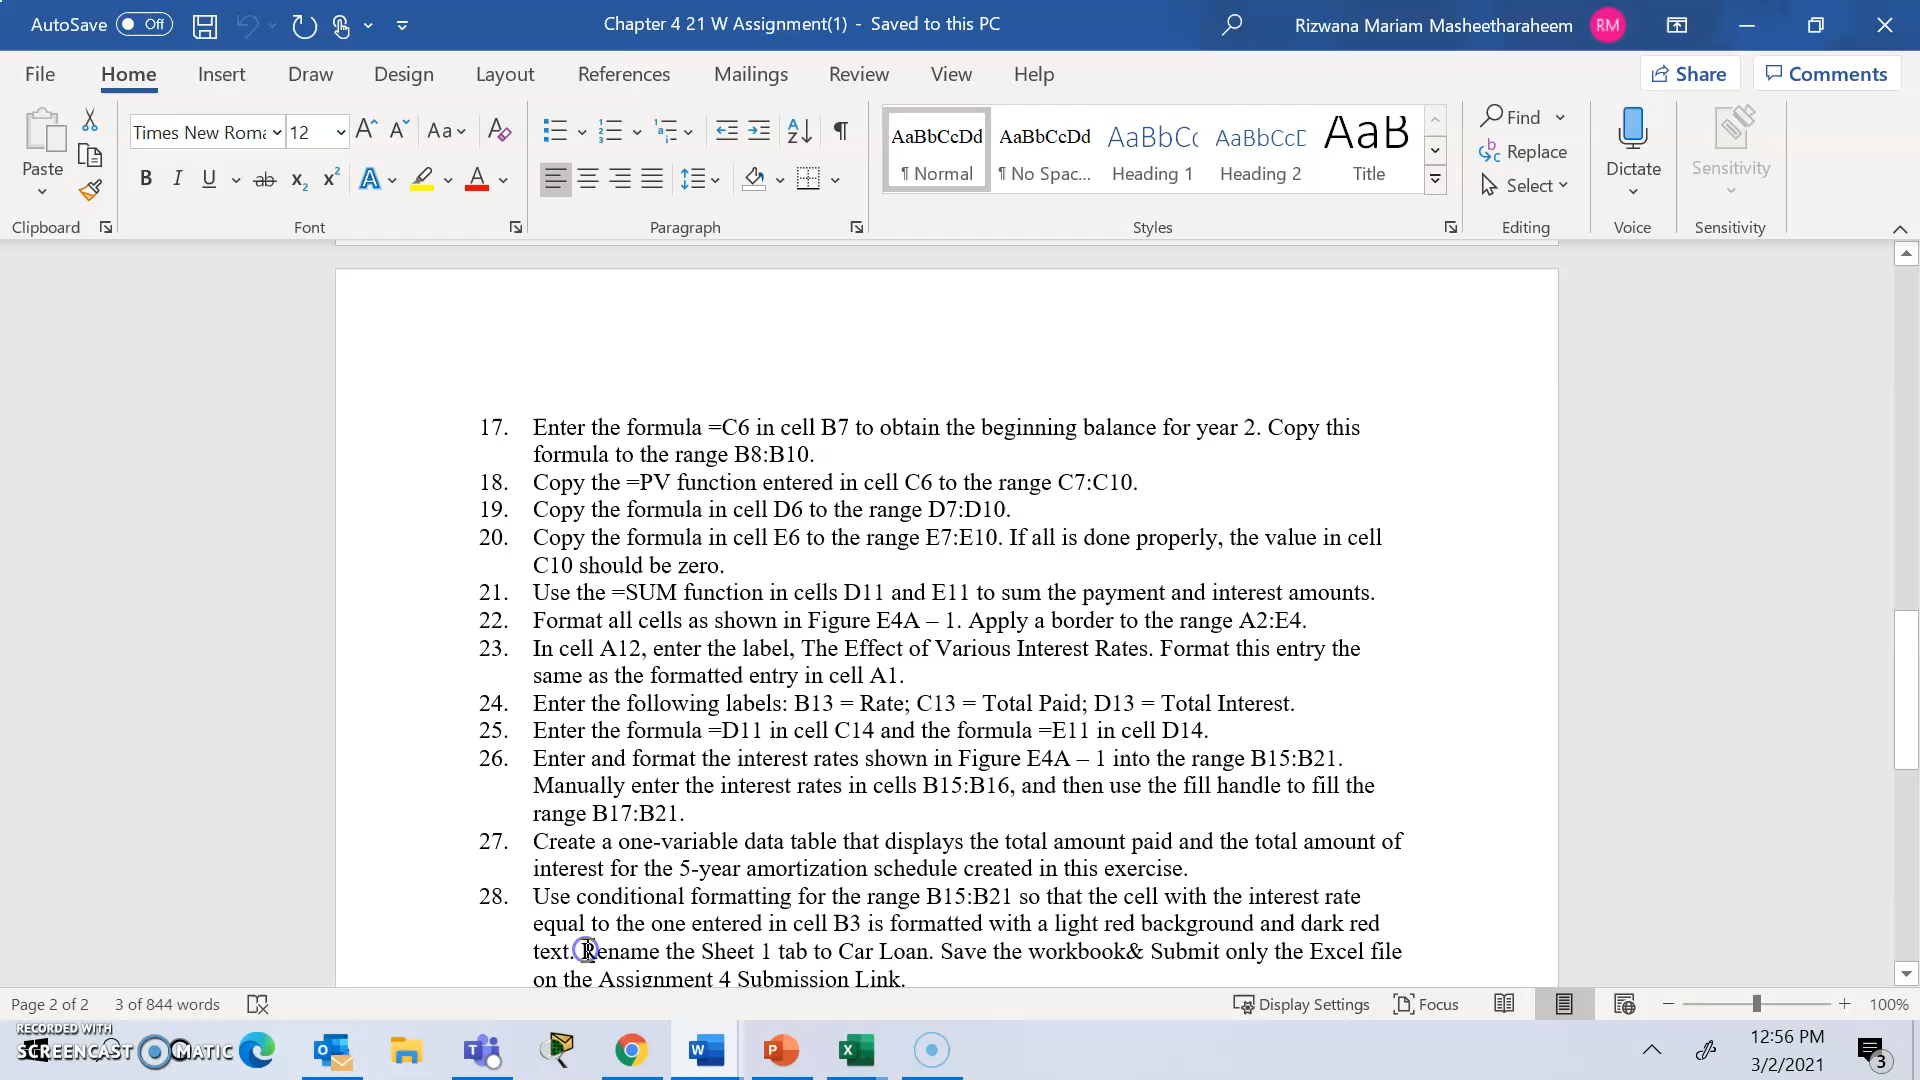 AutoSave Off
Chapter 4 21 W Assignment(1) - Saved to this PC
Rizwana Mariam Masheetharaheem RM
File Home Insert Draw Design Layout References Mailings Review View Help
Share Comments
Paste
Clipboard
Times New Roma 12
Font
Paragraph
AaBbCcDd AaBbCcDd AaBbCc AaBbCcD AaB
¶ Normal ¶ No Spac... Heading 1 Heading 2 Title
Styles
Find
Replace
Select
Editing
Dictate
Voice
Sensitivity
Sensitivity
17. Enter the formula =C6 in cell B7 to obtain the beginning balance for year 2. Copy this
formula to the range B8:B10.
18. Copy the =PV function entered in cell C6 to the range C7:C10.
19. Copy the formula in cell D6 to the range D7:D10.
20. Copy the formula in cell E6 to the range E7:E10. If all is done properly, the value in cell
C10 should be zero.
21. Use the =SUM function in cells D11 and E11 to sum the payment and interest amounts.
22. Format all cells as shown in Figure E4A – 1. Apply a border to the range A2:E4.
23. In cell A12, enter the label, The Effect of Various Interest Rates. Format this entry the
same as the formatted entry in cell A1.
24. Enter the following labels: B13 = Rate; C13 = Total Paid; D13 = Total Interest.
25. Enter the formula =D11 in cell C14 and the formula =E11 in cell D14.
26. Enter and format the interest rates shown in Figure E4A – 1 into the range B15:B21.
Manually enter the interest rates in cells B15:B16, and then use the fill handle to fill the
range B17:B21.
27. Create a one-variable data table that displays the total amount paid and the total amount of
interest for the 5-year amortization schedule created in this exercise.
28. Use conditional formatting for the range B15:B21 so that the cell with the interest rate
equal to the one entered in cell B3 is formatted with a light red background and dark red
text. Rename the Sheet 1 tab to Car Loan. Save the workbook& Submit only the Excel file
on the Assignment 4 Submission Link.
Page 2 of 2 3 of 844 words
Display Settings Focus 100%
RECORDED WITH
SCREENCAST MATIC
12:56 PM
3/2/2021
3